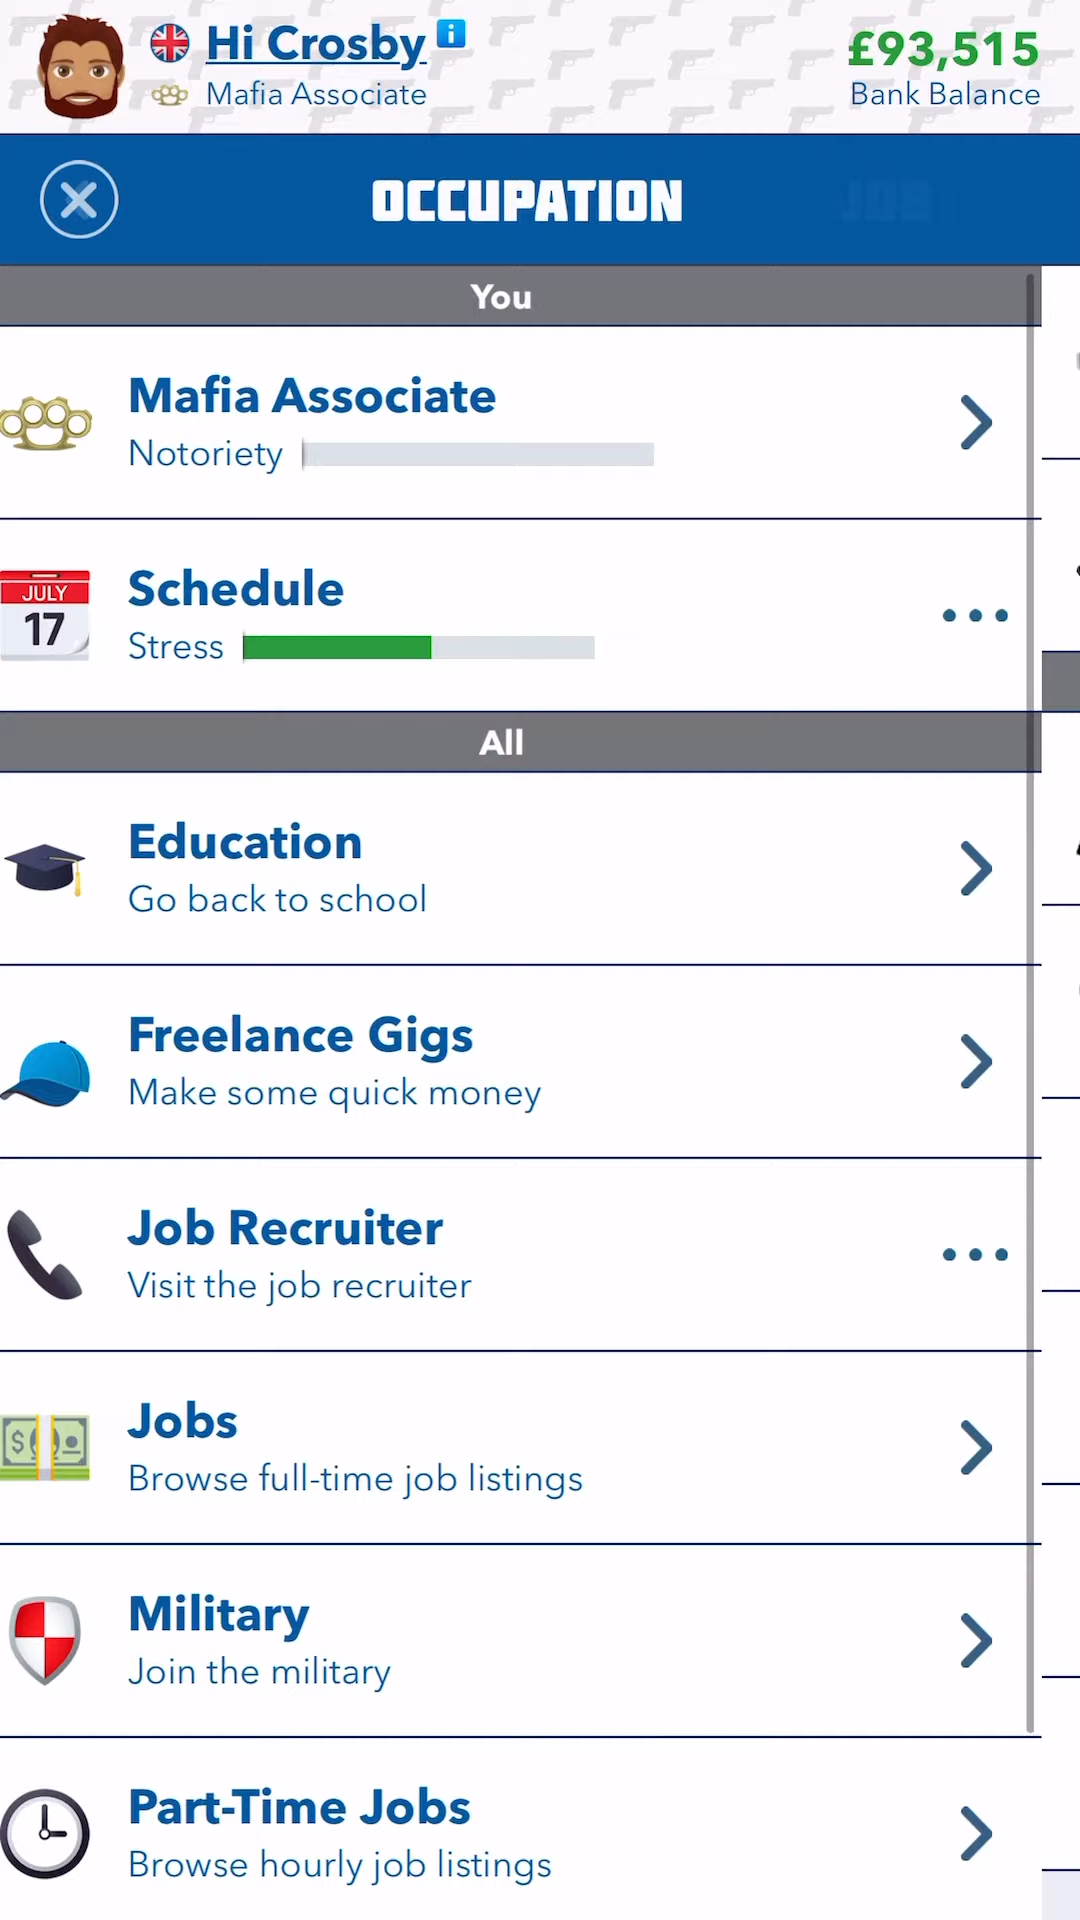 Hi Crosby i
Mafia Associate
£93,515
Bank Balance
OCCUPATION
JOB
You
Mafia Associate
Notoriety
JULY
17
Schedule
Stress
All
Education
Go back to school
Freelance Gigs
Make some quick money
Job Recruiter
Visit the job recruiter
$
Jobs
Browse full-time job listings
Military
Join the military
Part-Time Jobs
Browse hourly job listings